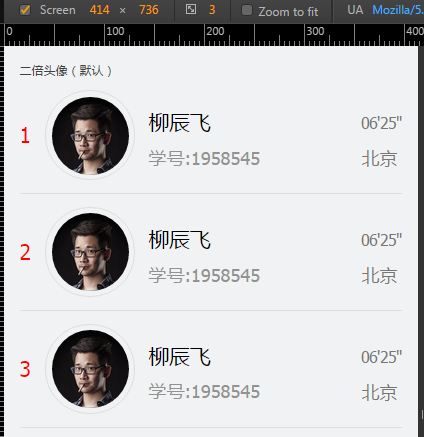 Screen 414 × 736 3 Zoom to fit UA Mozilla/5.
0 100 200 300 400
二倍头像（默认）
1 柳辰飞 06'25"
学号:1958545 北京
2 柳辰飞 06'25"
学号:1958545 北京
3 柳辰飞 06'25"
学号:1958545 北京